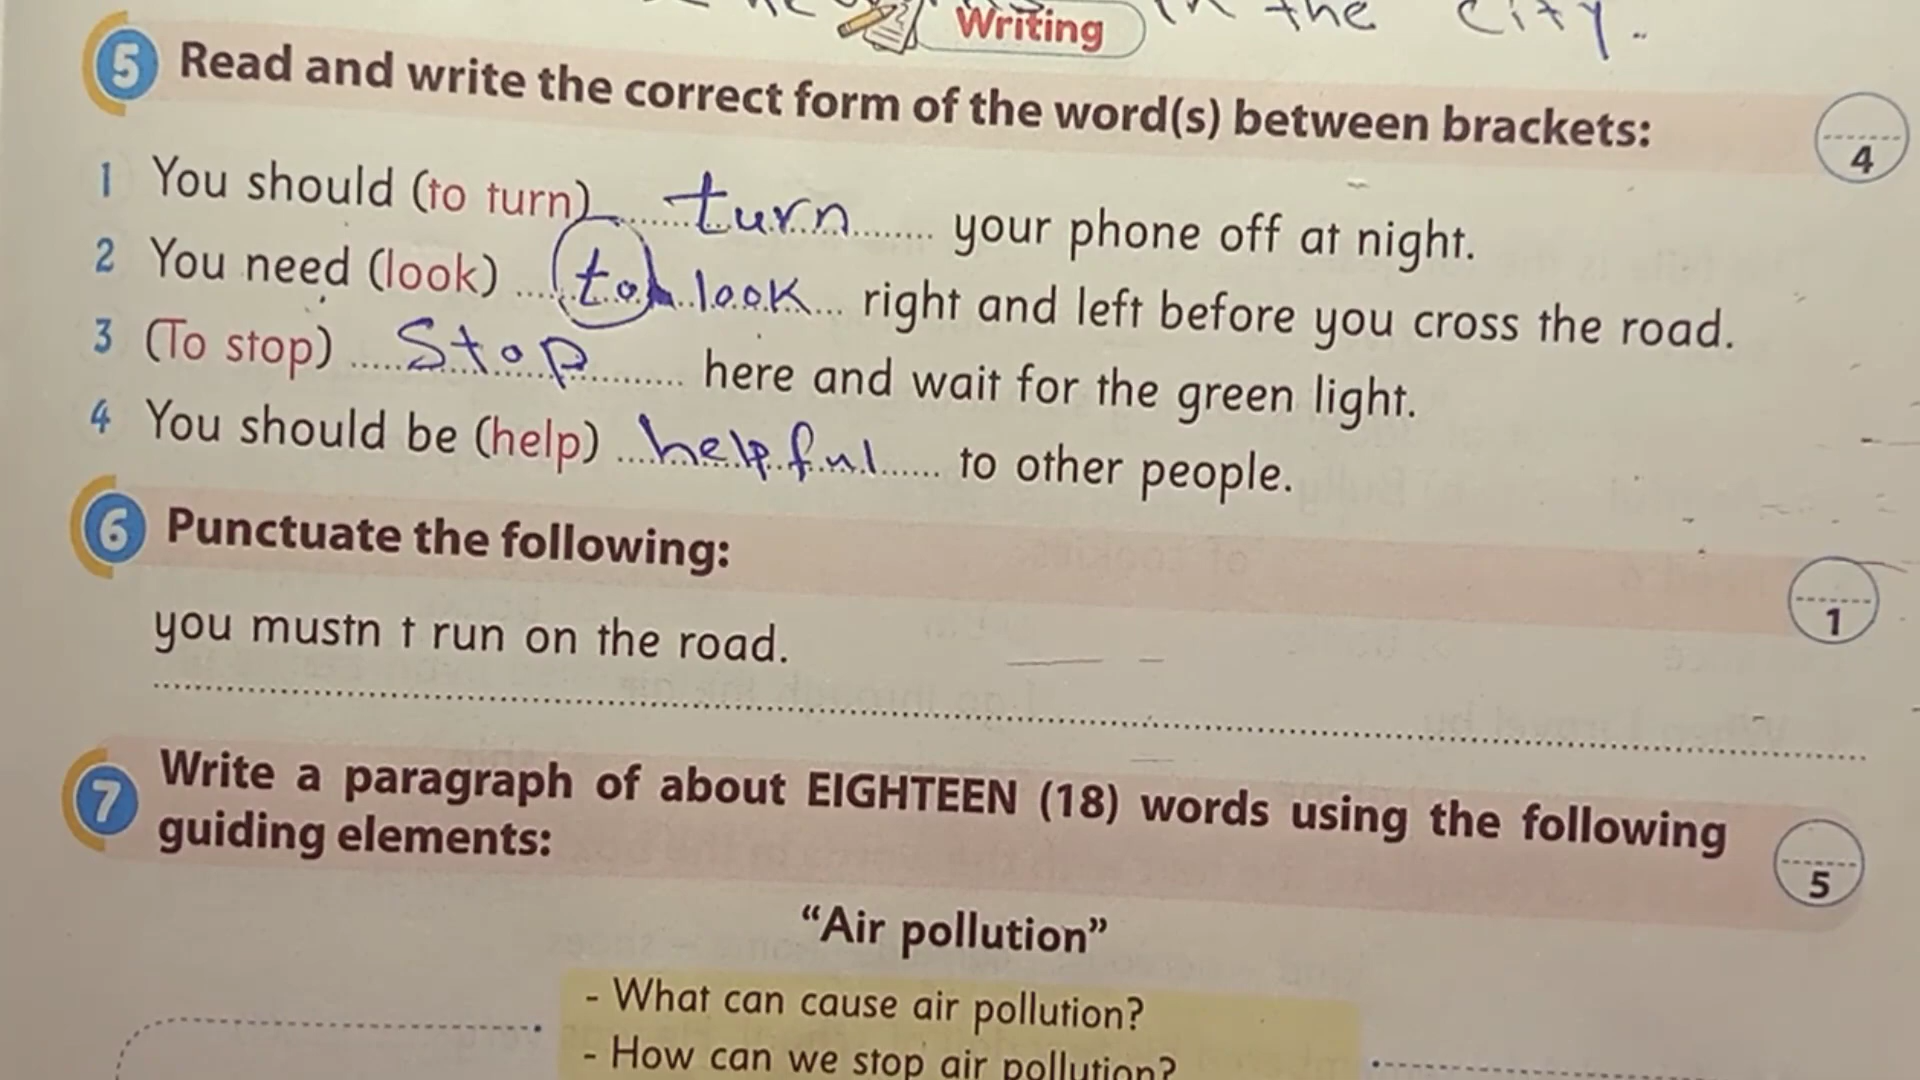 in the city.
Writing
5 Read and write the correct form of the word(s) between brackets:
4
1 You should (to turn) turn your phone off at night.
2 You need (look) to look right and left before you cross the road.
3 (To stop) Stop here and wait for the green light.
4 You should be (help) helpful to other people.
6 Punctuate the following:
1
you mustn t run on the road.
7 Write a paragraph of about EIGHTEEN (18) words using the following
guiding elements:
5
“Air pollution”
- What can cause air pollution?
- How can we stop air pollution?